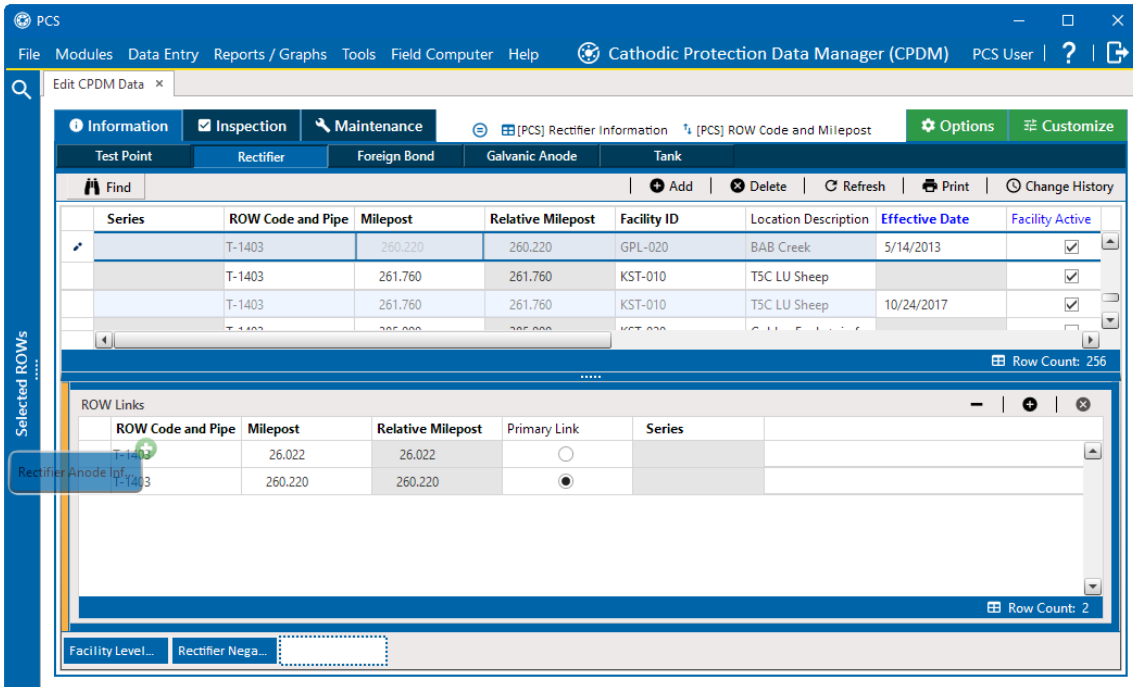 PCS
File Modules Data Entry Reports / Graphs Tools Field Computer Help Cathodic Protection Data Manager (CPDM) PCS User | ? |
Edit CPDM Data ×
Information Inspection Maintenance [PCS] Rectifier Information [PCS] ROW Code and Milepost Options Customize
Test Point Rectifier Foreign Bond Galvanic Anode Tank
Find | Add | Delete | Refresh | Print | Change History
Series ROW Code and Pipe Milepost Relative Milepost Facility ID Location Description Effective Date Facility Active
T-1403 260.220 260.220 GPL-020 BAB Creek 5/14/2013
T-1403 261.760 261.760 KST-010 T5C LU Sheep
T-1403 261.760 261.760 KST-010 T5C LU Sheep 10/24/2017
Row Count: 256
Selected ROWs
ROW Links
ROW Code and Pipe Milepost Relative Milepost Primary Link Series
T-1403 26.022 26.022
Rectifier Anode Inf...
T-1403 260.220 260.220
Row Count: 2
Facility Level... Rectifier Nega...